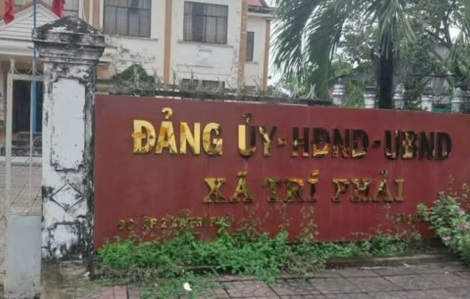 ĐẢNG ỦY-HĐND-UBND
XÃ TRÍ PHẢI